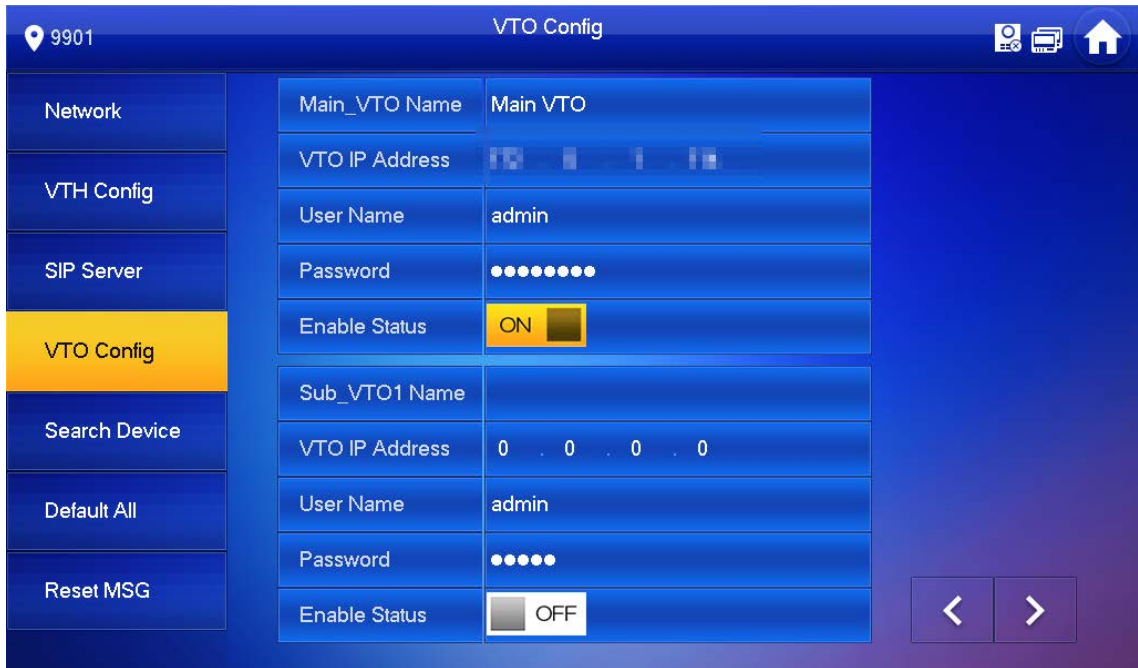 9901
VTO Config
Network
VTH Config
SIP Server
VTO Config
Search Device
Default All
Reset MSG
Main_VTO Name Main VTO
VTO IP Address
User Name admin
Password ●●●●●●●●
Enable Status ON
Sub_VTO1 Name
VTO IP Address 0 . 0 . 0 . 0
User Name admin
Password ●●●●●
Enable Status OFF